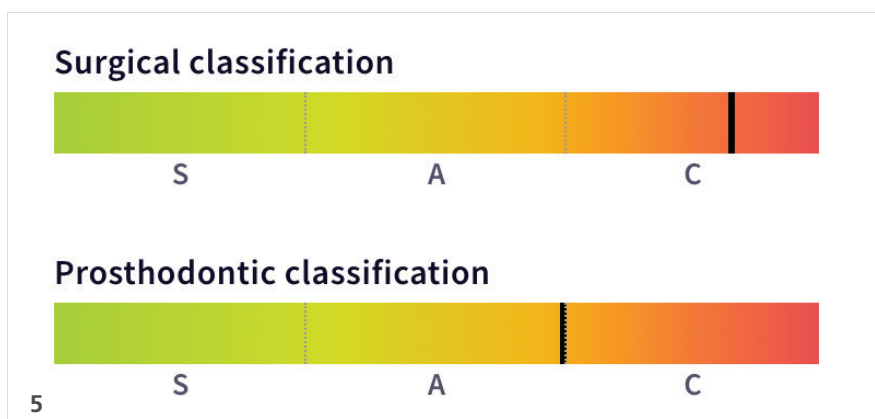 Surgical classification
S A C
Prosthodontic classification
S A C
5